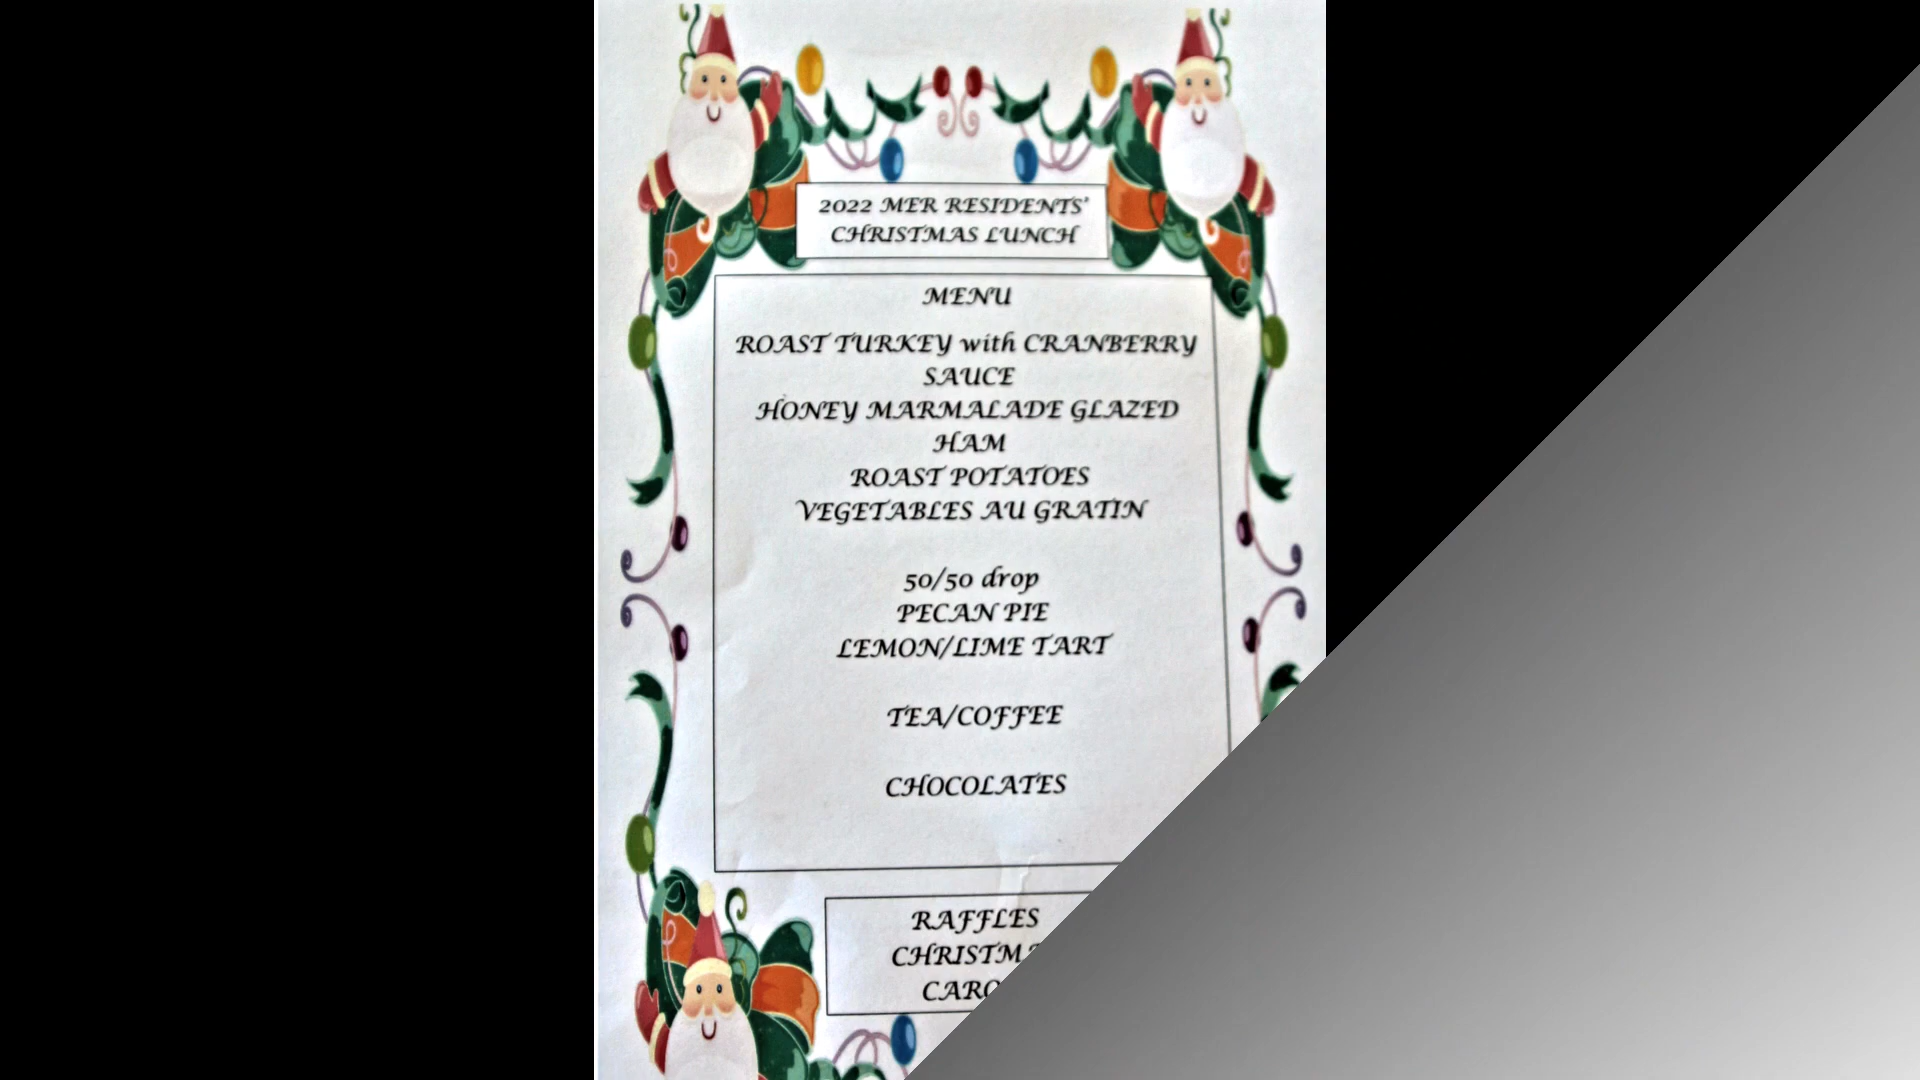 2022 MER RESIDENTS'
CHRISTMAS LUNCH
MENU
ROAST TURKEY with CRANBERRY
SAUCE
HONEY MARMALADE GLAZED
HAM
ROAST POTATOES
VEGETABLES AU GRATIN
50/50 drop
PECAN PIE
LEMON/LIME TART
TEA/COFFEE
CHOCOLATES
RAFFLES